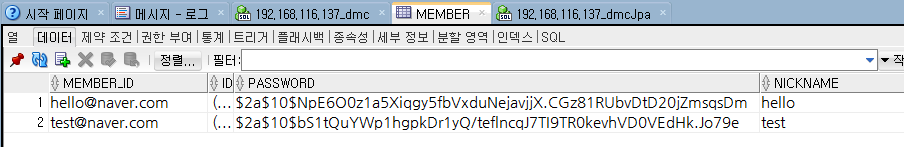 시작 페이지 메시지 - 로그 192,168,116,137_dmc MEMBER 192,168,116,137_dmcJpa
열 데이터 제약 조건 권한 부여 통계 트리거 플래시백 종속성 세부 정보 분할 영역 인덱스 SQL
정렬... 필터:
MEMBER_ID ID PASSWORD NICKNAME
1 hello@naver.com (... $2a$10$NpE6O0z1a5Xiqgy5fbVxduNejavjjX.CGz81RUbvDtD20jZmsqsDm hello
2 test@naver.com (... $2a$10$bS1tQuYWp1hgpkDr1yQ/teflncqJ7TI9TR0kevhVD0VEdHk.Jo79e test